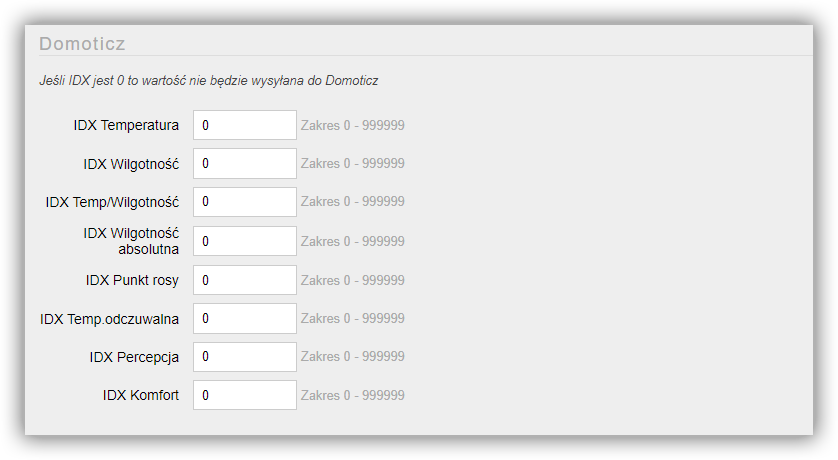 Domoticz
Jeśli IDX jest 0 to wartość nie będzie wysyłana do Domoticz
IDX Temperatura 0 Zakres 0 - 999999
IDX Wilgotność 0 Zakres 0 - 999999
IDX Temp/Wilgotność 0 Zakres 0 - 999999
IDX Wilgotność
absolutna 0 Zakres 0 - 999999
IDX Punkt rosy 0 Zakres 0 - 999999
IDX Temp.odczuwalna 0 Zakres 0 - 999999
IDX Percepcja 0 Zakres 0 - 999999
IDX Komfort 0 Zakres 0 - 999999